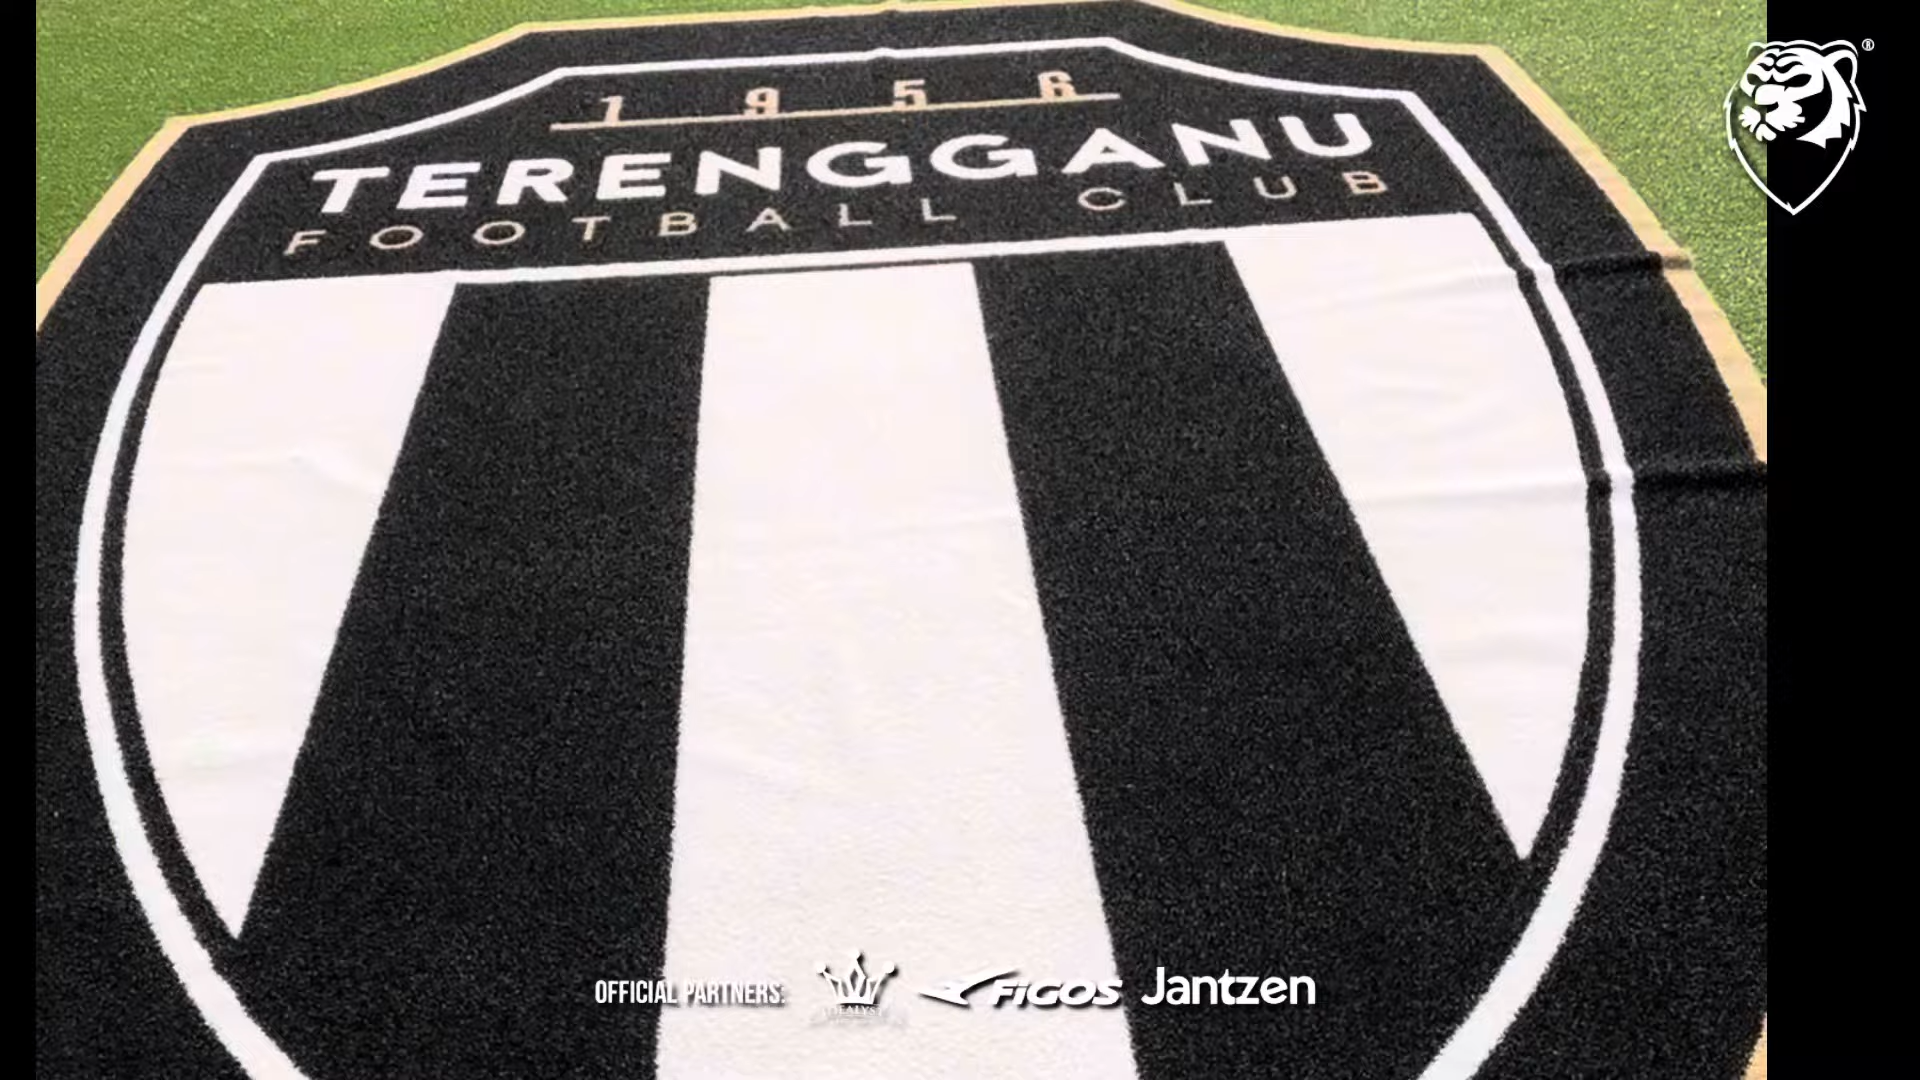 1956
TERENGGANU
FOOTBALL CLUB
®
OFFICIAL PARTNERS:
FIGOS
Jantzen